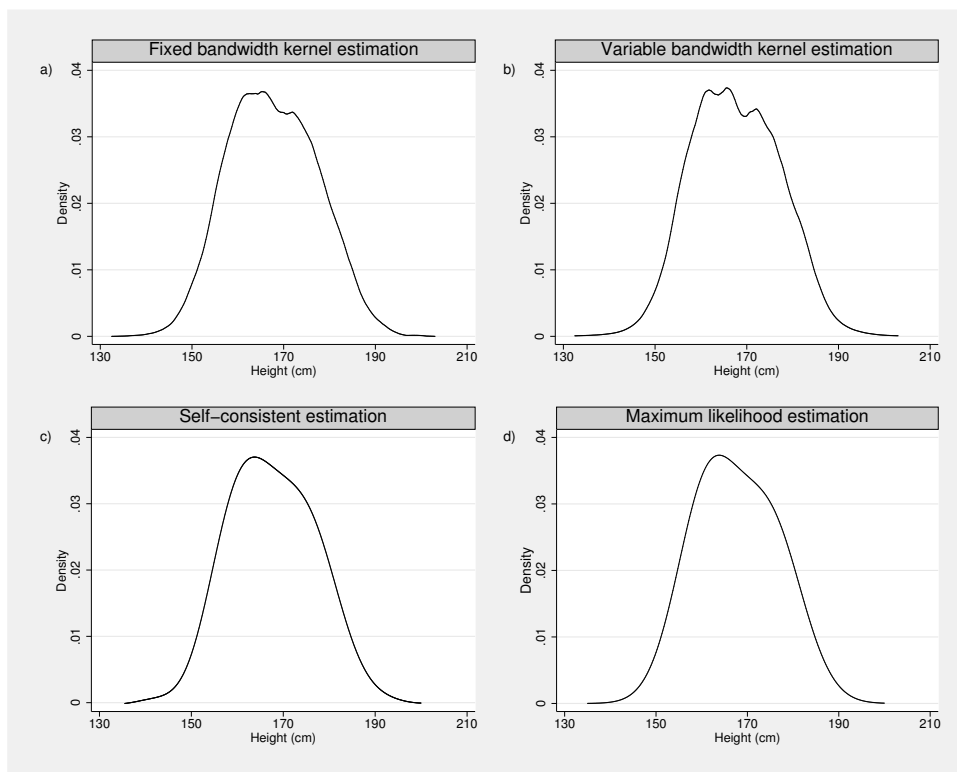 Fixed bandwidth kernel estimation
a)
.04
.03
.02
.01
0
Density
130 150 170 190 210
Height (cm)
Variable bandwidth kernel estimation
b)
.04
.03
.02
.01
0
Density
130 150 170 190 210
Height (cm)
Self−consistent estimation
c)
.04
.03
.02
.01
0
Density
130 150 170 190 210
Height (cm)
Maximum likelihood estimation
d)
.04
.03
.02
.01
0
Density
130 150 170 190 210
Height (cm)